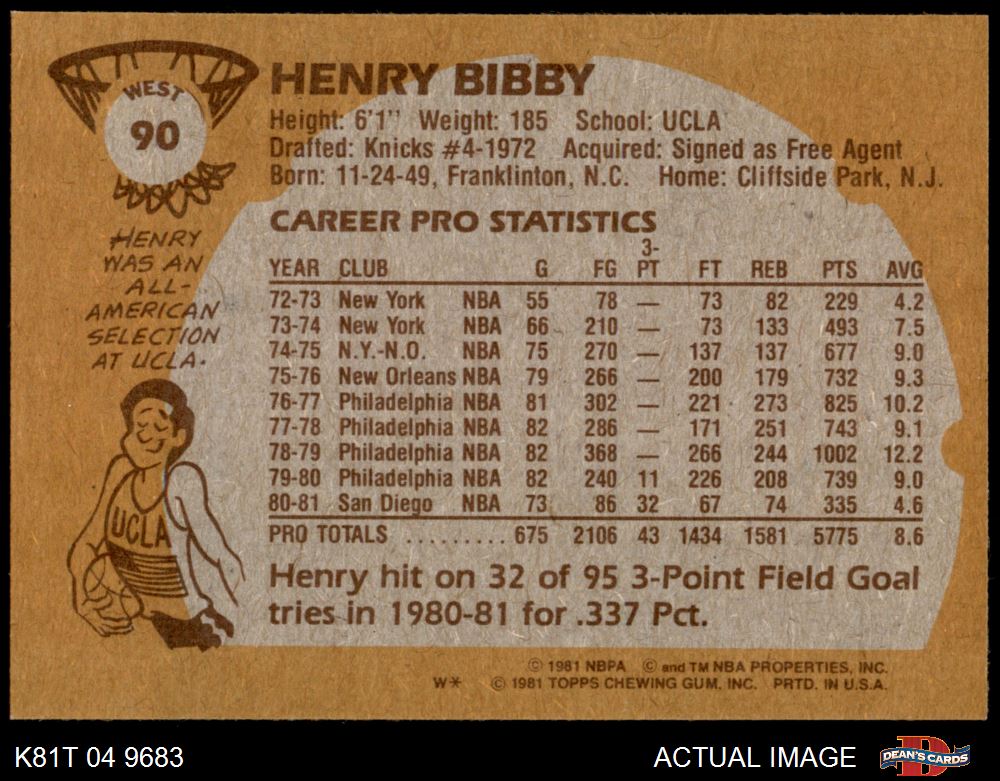 WEST
90
HENRY BIBBY
Height: 6'1" Weight: 185 School: UCLA
Drafted: Knicks #4-1972 Acquired: Signed as Free Agent
Born: 11-24-49, Franklinton, N.C. Home: Cliffside Park, N.J.
HENRY
WAS AN
ALL-
AMERICAN
SELECTION
AT UCLA.
UCLA
CAREER PRO STATISTICS
YEAR CLUB G FG 3-PT FT REB PTS AVG
72-73 New York NBA 55 78 — 73 82 229 4.2
73-74 New York NBA 66 210 — 73 133 493 7.5
74-75 N.Y.-N.O. NBA 75 270 — 137 137 677 9.0
75-76 New Orleans NBA 79 266 — 200 179 732 9.3
76-77 Philadelphia NBA 81 302 — 221 273 825 10.2
77-78 Philadelphia NBA 82 286 — 171 251 743 9.1
78-79 Philadelphia NBA 82 368 — 266 244 1002 12.2
79-80 Philadelphia NBA 82 240 11 226 208 739 9.0
80-81 San Diego NBA 73 86 32 67 74 335 4.6
PRO TOTALS ......... 675 2106 43 1434 1581 5775 8.6
Henry hit on 32 of 95 3-Point Field Goal
tries in 1980-81 for .337 Pct.
© 1981 NBPA © and TM NBA PROPERTIES, INC.
W* © 1981 TOPPS CHEWING GUM, INC. PRTD. IN U.S.A.
K81T 04 9683 ACTUAL IMAGE D DEAN'S CARDS